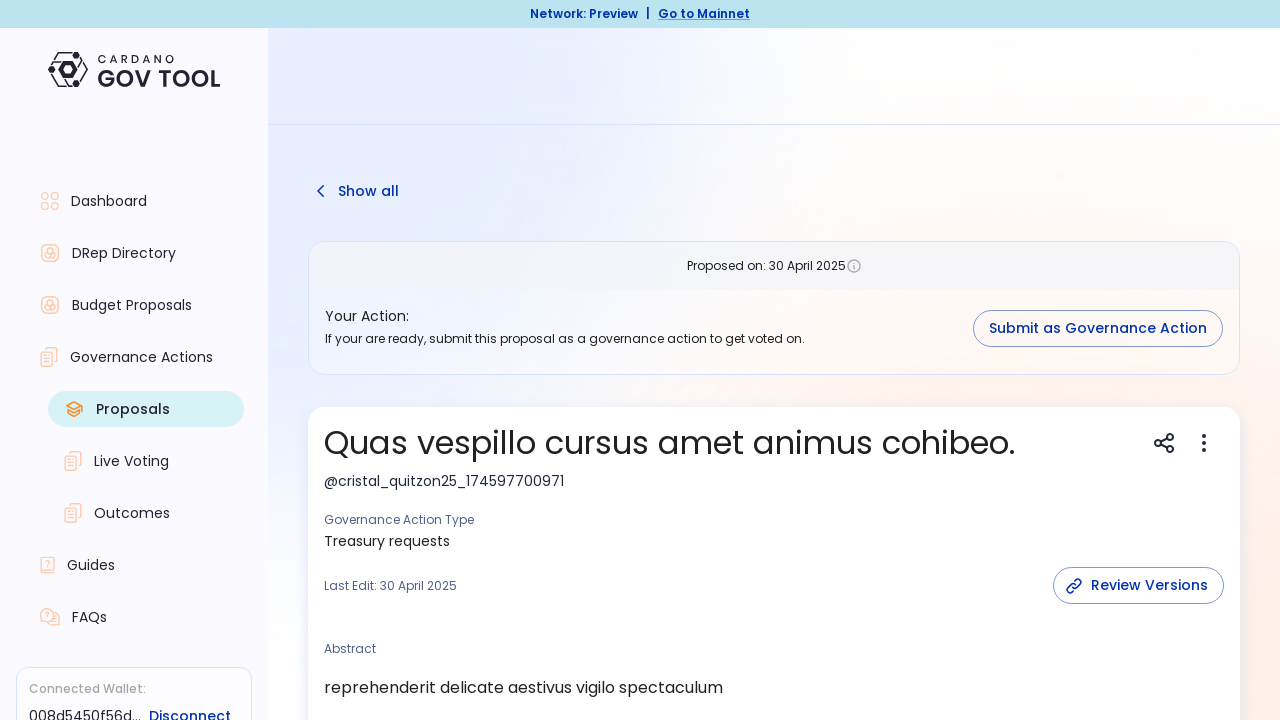 Network: Preview | Go to Mainnet
CARDANO
GOV TOOL
Dashboard
DRep Directory
Budget Proposals
Governance Actions
Proposals
Live Voting
Outcomes
Guides
FAQs
Connected Wallet:
008d5450f56d... Disconnect
Show all
Proposed on: 30 April 2025
Your Action:
If your are ready, submit this proposal as a governance action to get voted on.
Submit as Governance Action
Quas vespillo cursus amet animus cohibeo.
@cristal_quitzon25_174597700971
Governance Action Type
Treasury requests
Last Edit: 30 April 2025
Review Versions
Abstract
reprehenderit delicate aestivus vigilo spectaculum